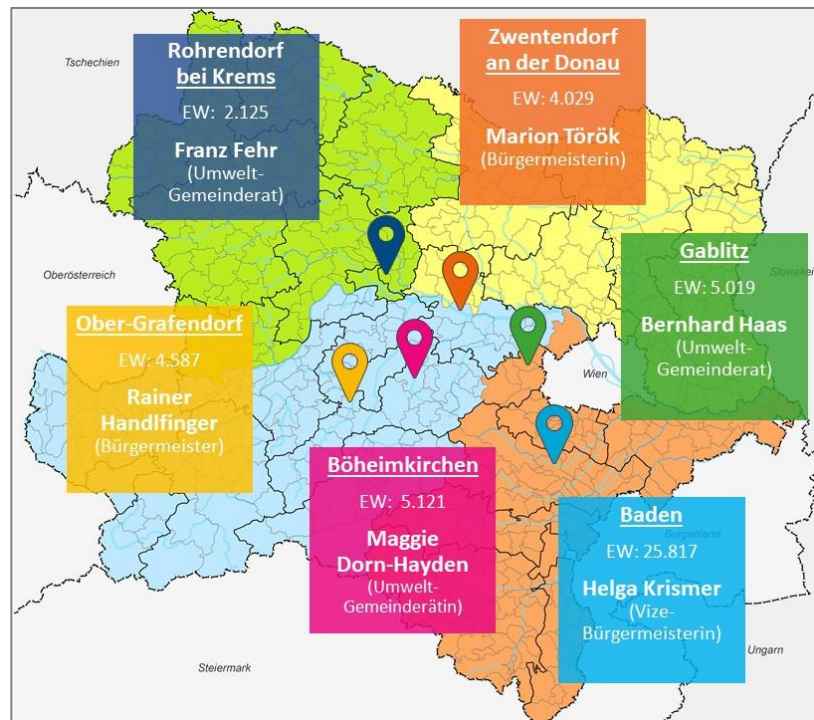 Tschechien
Rohrendorf
bei Krems
EW: 2.125
Franz Fehr
(Umwelt-
Gemeinderat)
Zwentendorf
an der Donau
EW: 4.029
Marion Török
(Bürgermeisterin)
Oberösterreich
Slowakei
Gablitz
EW: 5.019
Bernhard Haas
(Umwelt-
Gemeinderat)
Ober-Grafendorf
EW: 4.587
Rainer
Handlfinger
(Bürgermeister)
Wien
Böheimkirchen
EW: 5.121
Maggie
Dorn-Hayden
(Umwelt-
Gemeinderätin)
Baden
Burgenland
EW: 25.817
Helga Krismer
(Vize-
Bürgermeisterin)
Steiermark
Ungarn